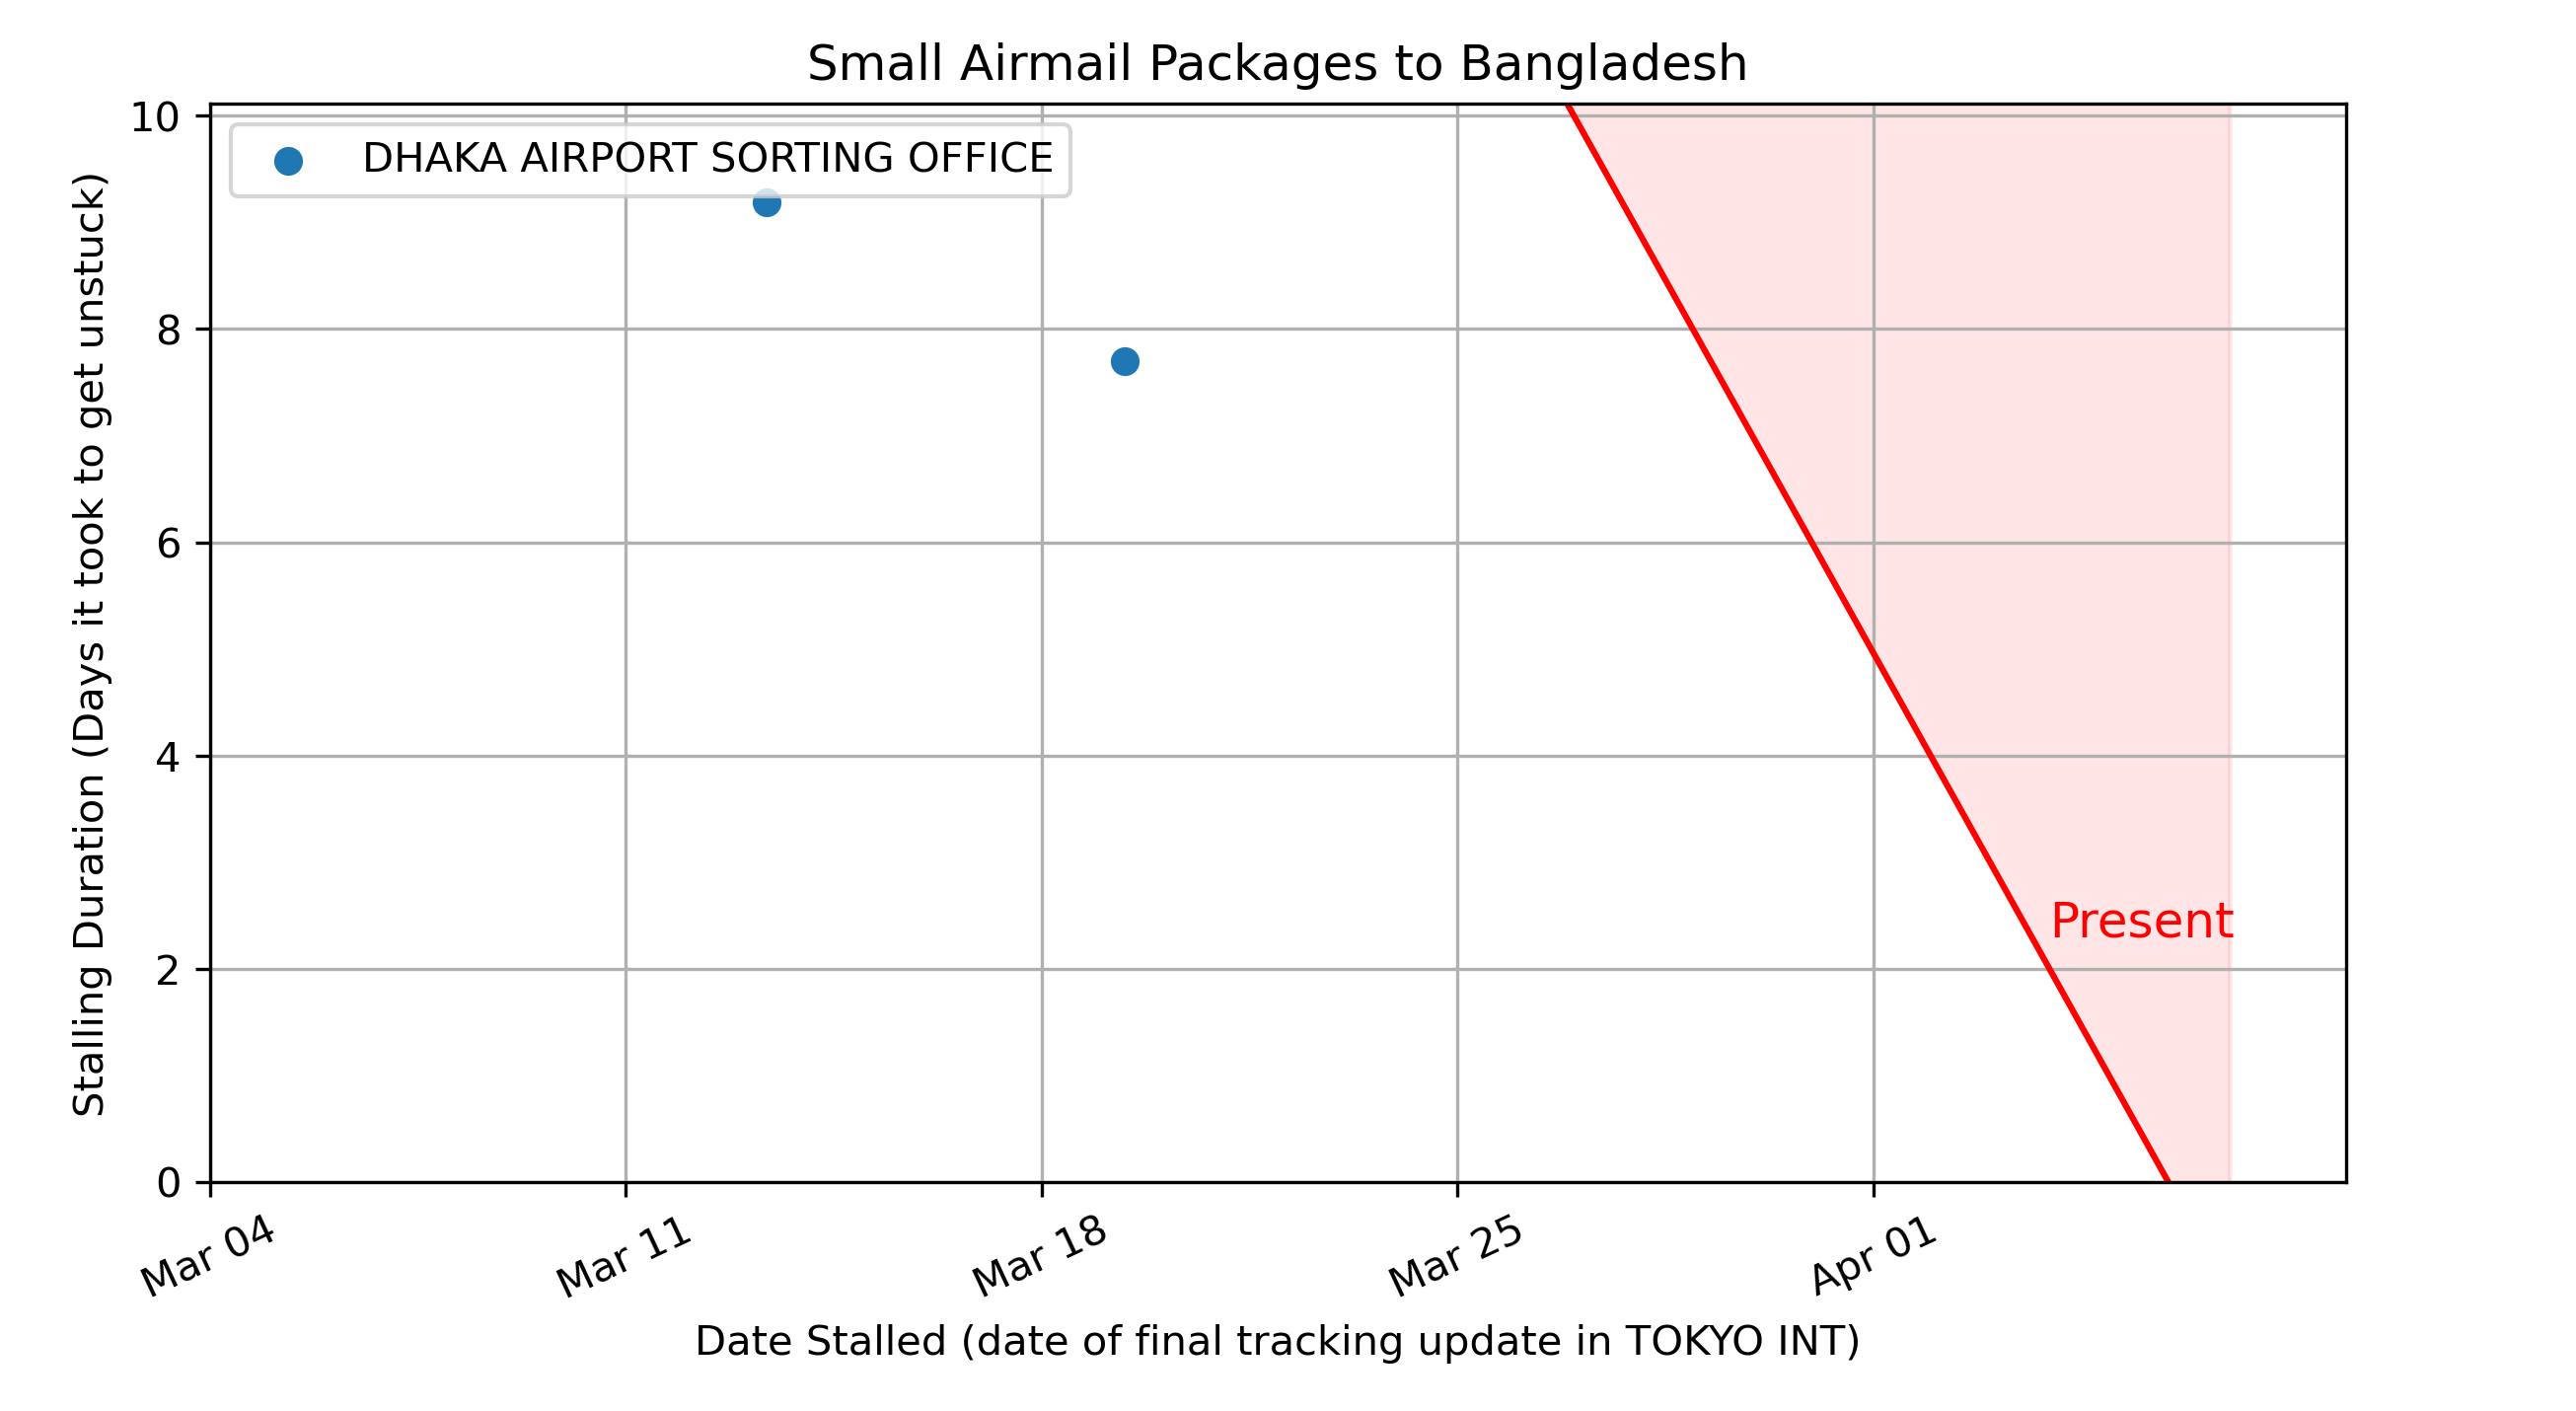 Small Airmail Packages to Bangladesh
DHAKA AIRPORT SORTING OFFICE
Stalling Duration (Days it took to get unstuck)
10
8
6
4
2
0
Present
Mar 04
Mar 11
Mar 18
Mar 25
Apr 01
Date Stalled (date of final tracking update in TOKYO INT)